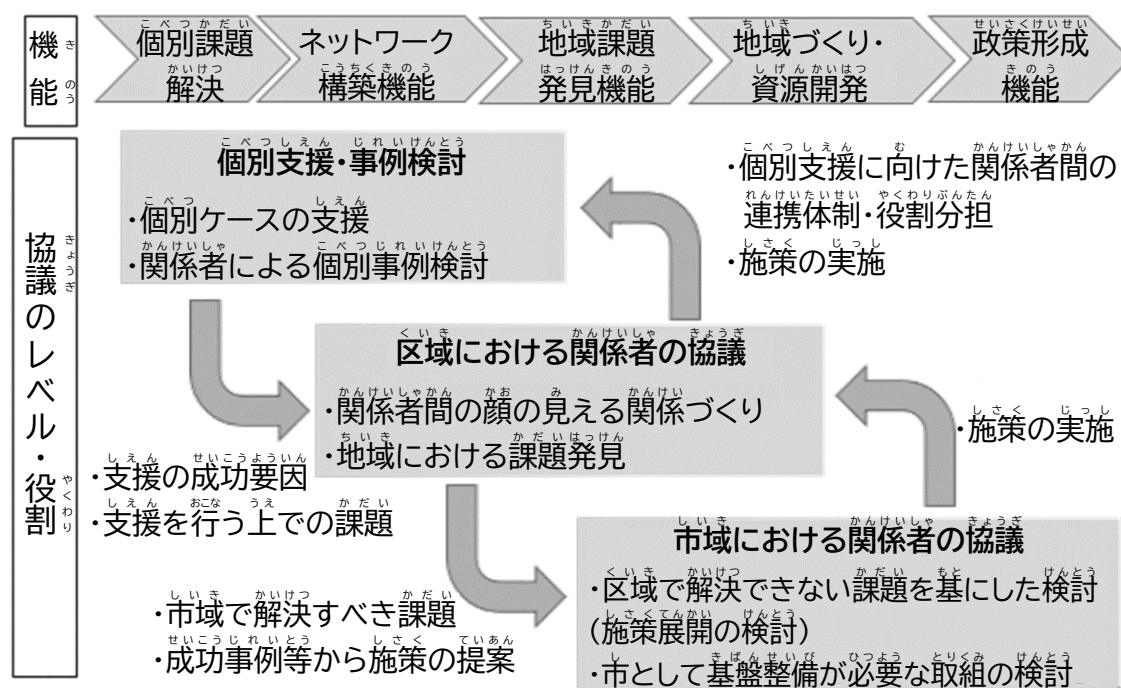 機能
個別課題
解決
ネットワーク
構築機能
地域課題
発見機能
地域づくり・
資源開発
政策形成
機能
協議のレベル・役割
個別支援・事例検討
・個別ケースの支援
・関係者による個別事例検討
・個別支援に向けた関係者間の
連携体制・役割分担
・施策の実施
区域における関係者の協議
・関係者間の顔の見える関係づくり
・地域における課題発見
・施策の実施
・支援の成功要因
・支援を行う上での課題
市域における関係者の協議
・区域で解決できない課題を基にした検討
(施策展開の検討)
・市として基盤整備が必要な取組の検討
・市域で解決すべき課題
・成功事例等から施策の提案